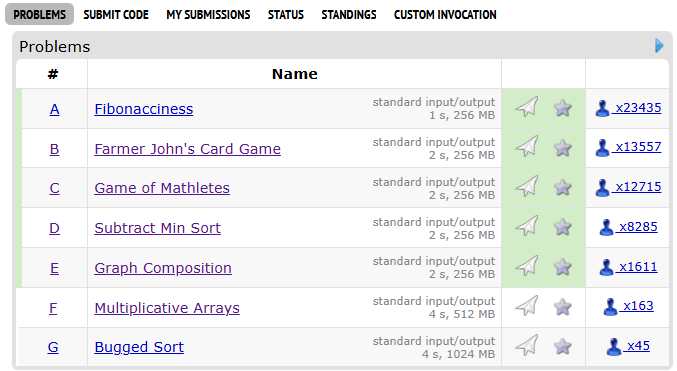 PROBLEMS SUBMIT CODE MY SUBMISSIONS STATUS STANDINGS CUSTOM INVOCATION
Problems
# Name
A Fibonacciness standard input/output 1 s, 256 MB x23435
B Farmer John's Card Game standard input/output 2 s, 256 MB x13557
C Game of Mathletes standard input/output 2 s, 256 MB x12715
D Subtract Min Sort standard input/output 2 s, 256 MB x8285
E Graph Composition standard input/output 2 s, 256 MB x1611
F Multiplicative Arrays standard input/output 4 s, 512 MB x163
G Bugged Sort standard input/output 4 s, 1024 MB x45